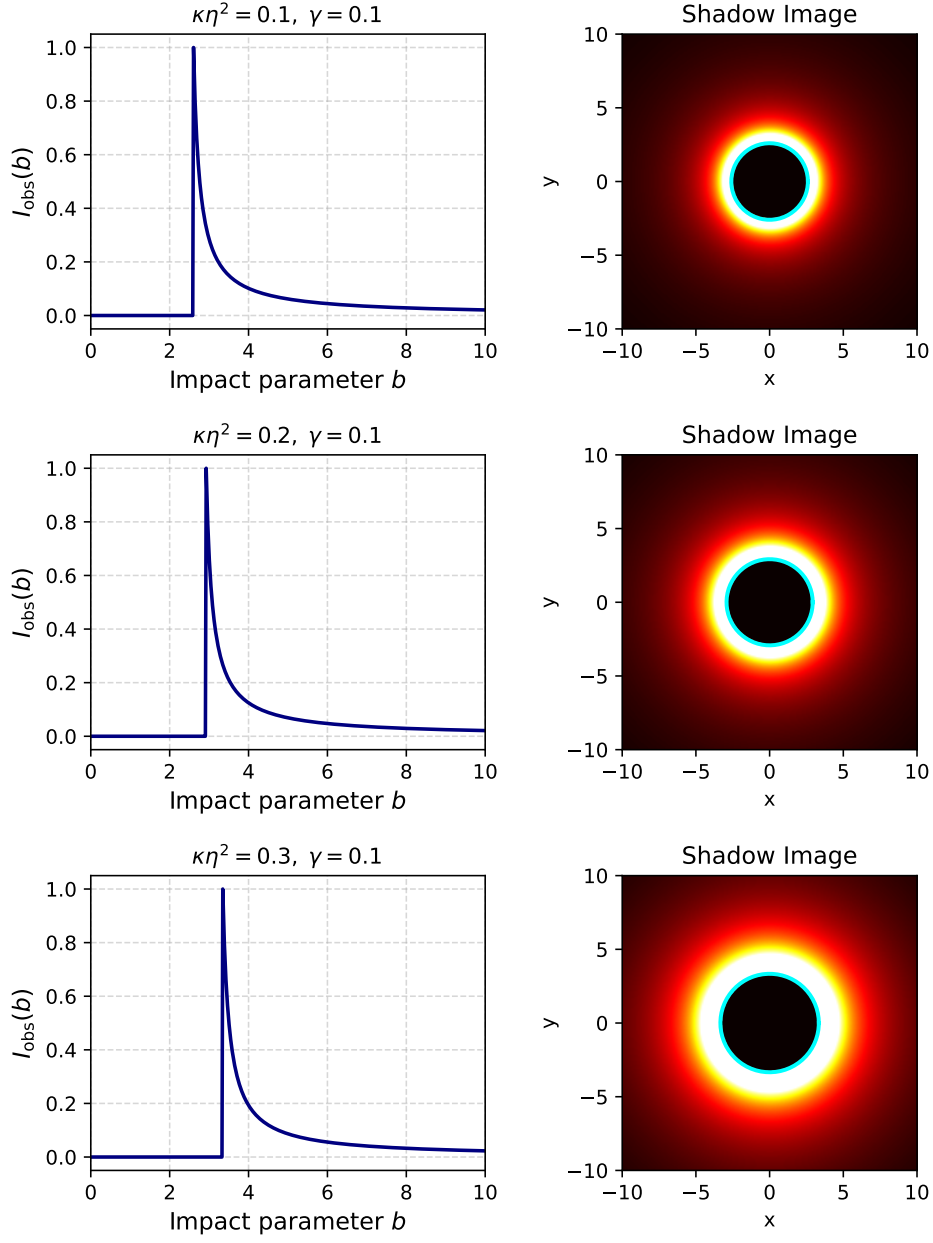 κη² = 0.1, γ = 0.1
1.0
0.8
0.6
0.4
0.2
0.0
I_obs(b)
0 2 4 6 8 10
Impact parameter b
Shadow Image
10
5
0
−5
−10
y
−10 −5 0 5 10
x
κη² = 0.2, γ = 0.1
1.0
0.8
0.6
0.4
0.2
0.0
I_obs(b)
0 2 4 6 8 10
Impact parameter b
Shadow Image
10
5
0
−5
−10
y
−10 −5 0 5 10
x
κη² = 0.3, γ = 0.1
1.0
0.8
0.6
0.4
0.2
0.0
I_obs(b)
0 2 4 6 8 10
Impact parameter b
Shadow Image
10
5
0
−5
−10
y
−10 −5 0 5 10
x